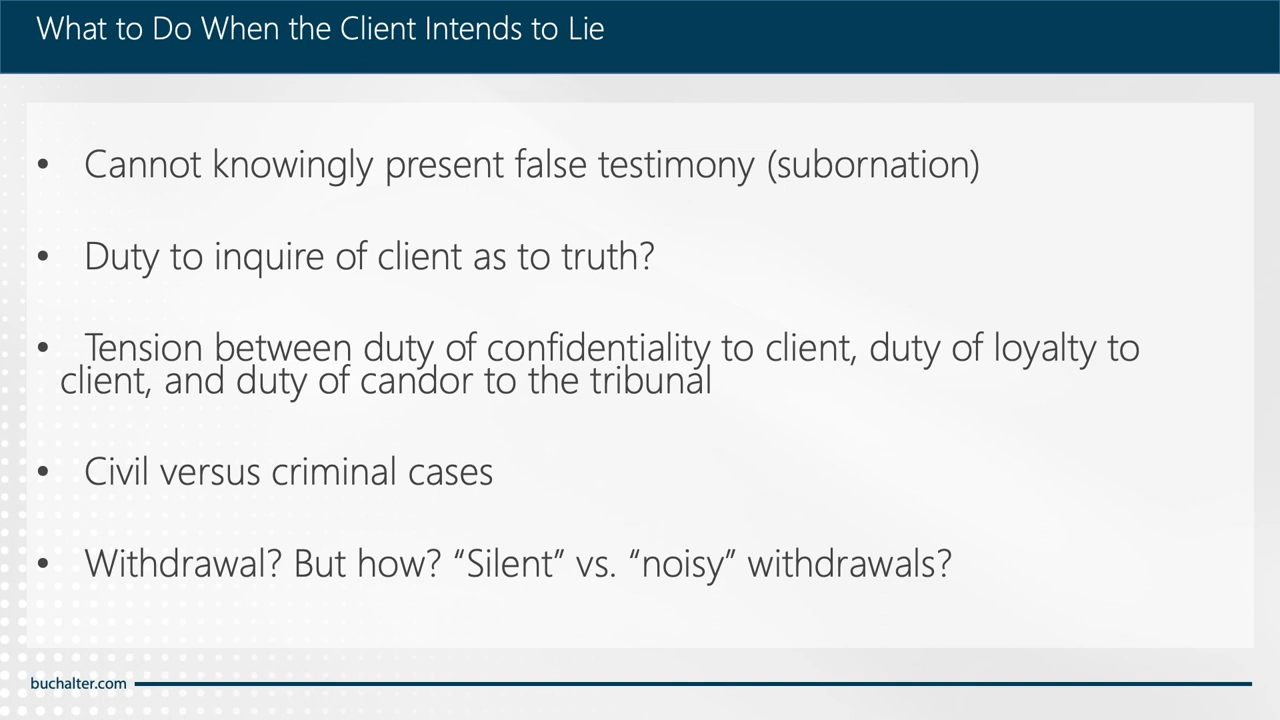 What to Do When the Client Intends to Lie
• Cannot knowingly present false testimony (subornation)
• Duty to inquire of client as to truth?
• Tension between duty of confidentiality to client, duty of loyalty to
client, and duty of candor to the tribunal
• Civil versus criminal cases
• Withdrawal? But how? “Silent” vs. “noisy” withdrawals?
buchalter.com